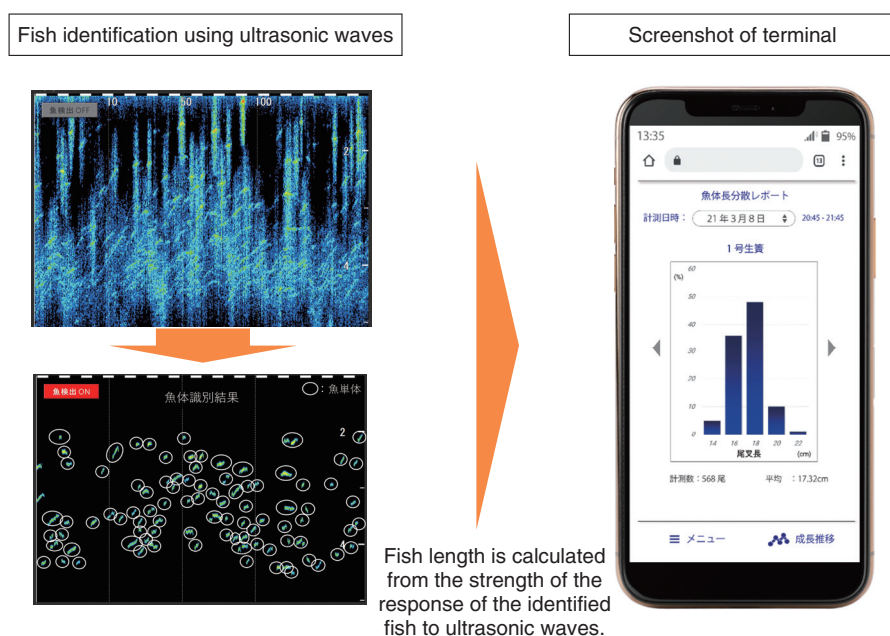 Fish identification using ultrasonic waves
魚検出 OFF
10
50
100
2
4
魚検出 ON
魚体識別結果
○：魚単体
2
4
Fish length is calculated
from the strength of the
response of the identified
fish to ultrasonic waves.
Screenshot of terminal
13:35
95%
13
魚体長分散レポート
計測日時： 21年3月8日 20:45 - 21:45
1号生簀
(%)
60
50
40
30
20
10
0
14 16 18 20 22
尾叉長 (cm)
計測数：568 尾 平均 ：17.32cm
メニュー 成長推移